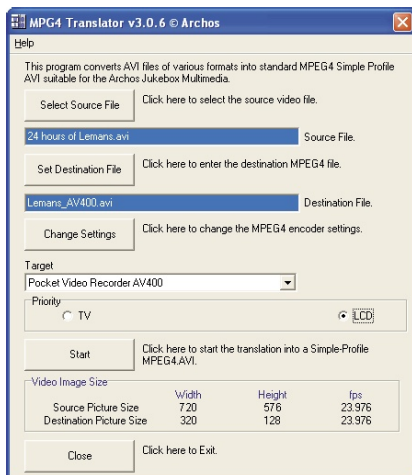 MPG4 Translator v3.0.6 © Archos
Help
This program converts AVI files of various formats into standard MPEG4 Simple Profile
AVI suitable for the Archos Jukebox Multimedia.
Select Source File
Click here to select the source video file.
24 hours of Lemans.avi
Source File.
Set Destination File
Click here to enter the destination MPEG4 file.
Lemans_AV400.avi
Destination File.
Change Settings
Click here to change the MPEG4 encoder settings.
Target
Pocket Video Recorder AV400
Priority
TV
LCD
Start
Click here to start the translation into a Simple-Profile
MPEG4.AVI.
Video Image Size
Width Height fps
Source Picture Size 720 576 23.976
Destination Picture Size 320 128 23.976
Close
Click here to Exit.